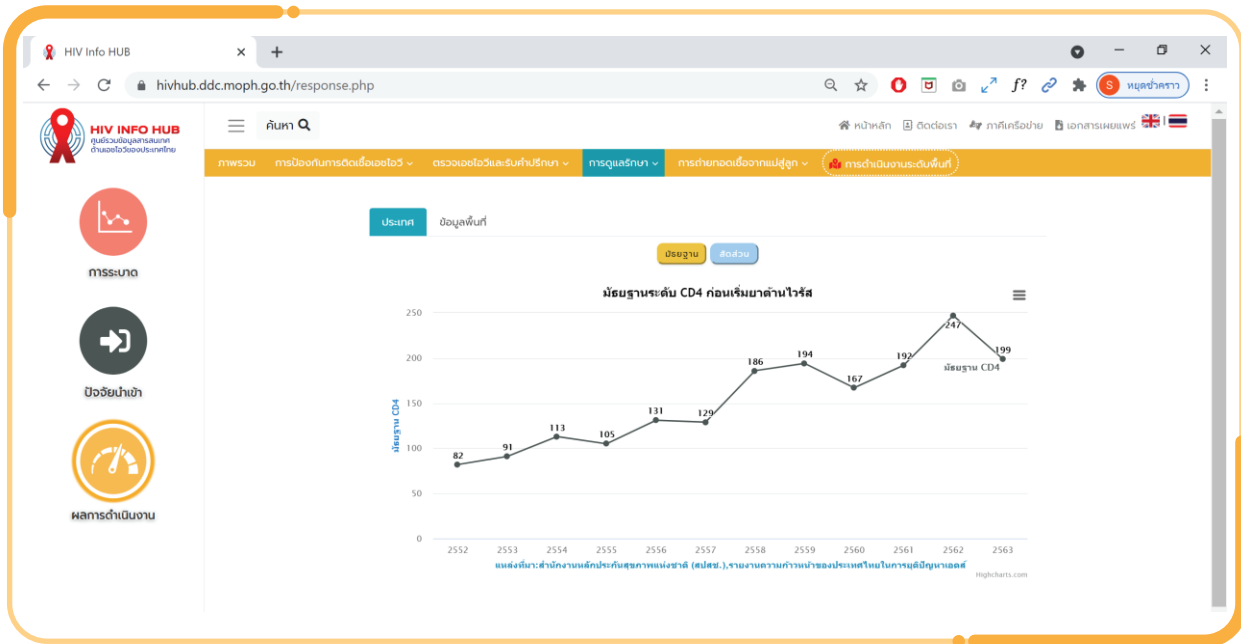 HIV Info HUB
hivhub.ddc.moph.go.th/response.php
f?
S หยุดชั่วคราว
HIV INFO HUB
ศูนย์รวมข้อมูลสารสนเทศ
ด้านเอชไอวีของประเทศไทย
ค้นหา
หน้าหลัก ติดต่อเรา ภาคีเครือข่าย เอกสารเผยแพร่
ภาพรวม การป้องกันการติดเชื้อเอชไอวี ตรวจเอชไอวีและรับคำปรึกษา การดูแลรักษา การถ่ายทอดเชื้อจากแม่สู่ลูก การดำเนินงานระดับพื้นที่
การระบาด
ปัจจัยนำเข้า
ผลการดำเนินงาน
ประเทศ ข้อมูลพื้นที่
มัธยฐาน สัดส่วน
มัธยฐานระดับ CD4 ก่อนเริ่มยาต้านไวรัส
มัธยฐาน CD4
250
200
150
100
50
0
82 91 113 105 131 129 186 194 167 192 247 199
มัธยฐาน CD4
2552 2553 2554 2555 2556 2557 2558 2559 2560 2561 2562 2563
แหล่งที่มา:สำนักงานหลักประกันสุขภาพแห่งชาติ (สปสช.),รายงานความก้าวหน้าของประเทศไทยในการยุติปัญหาเอดส์
Highcharts.com